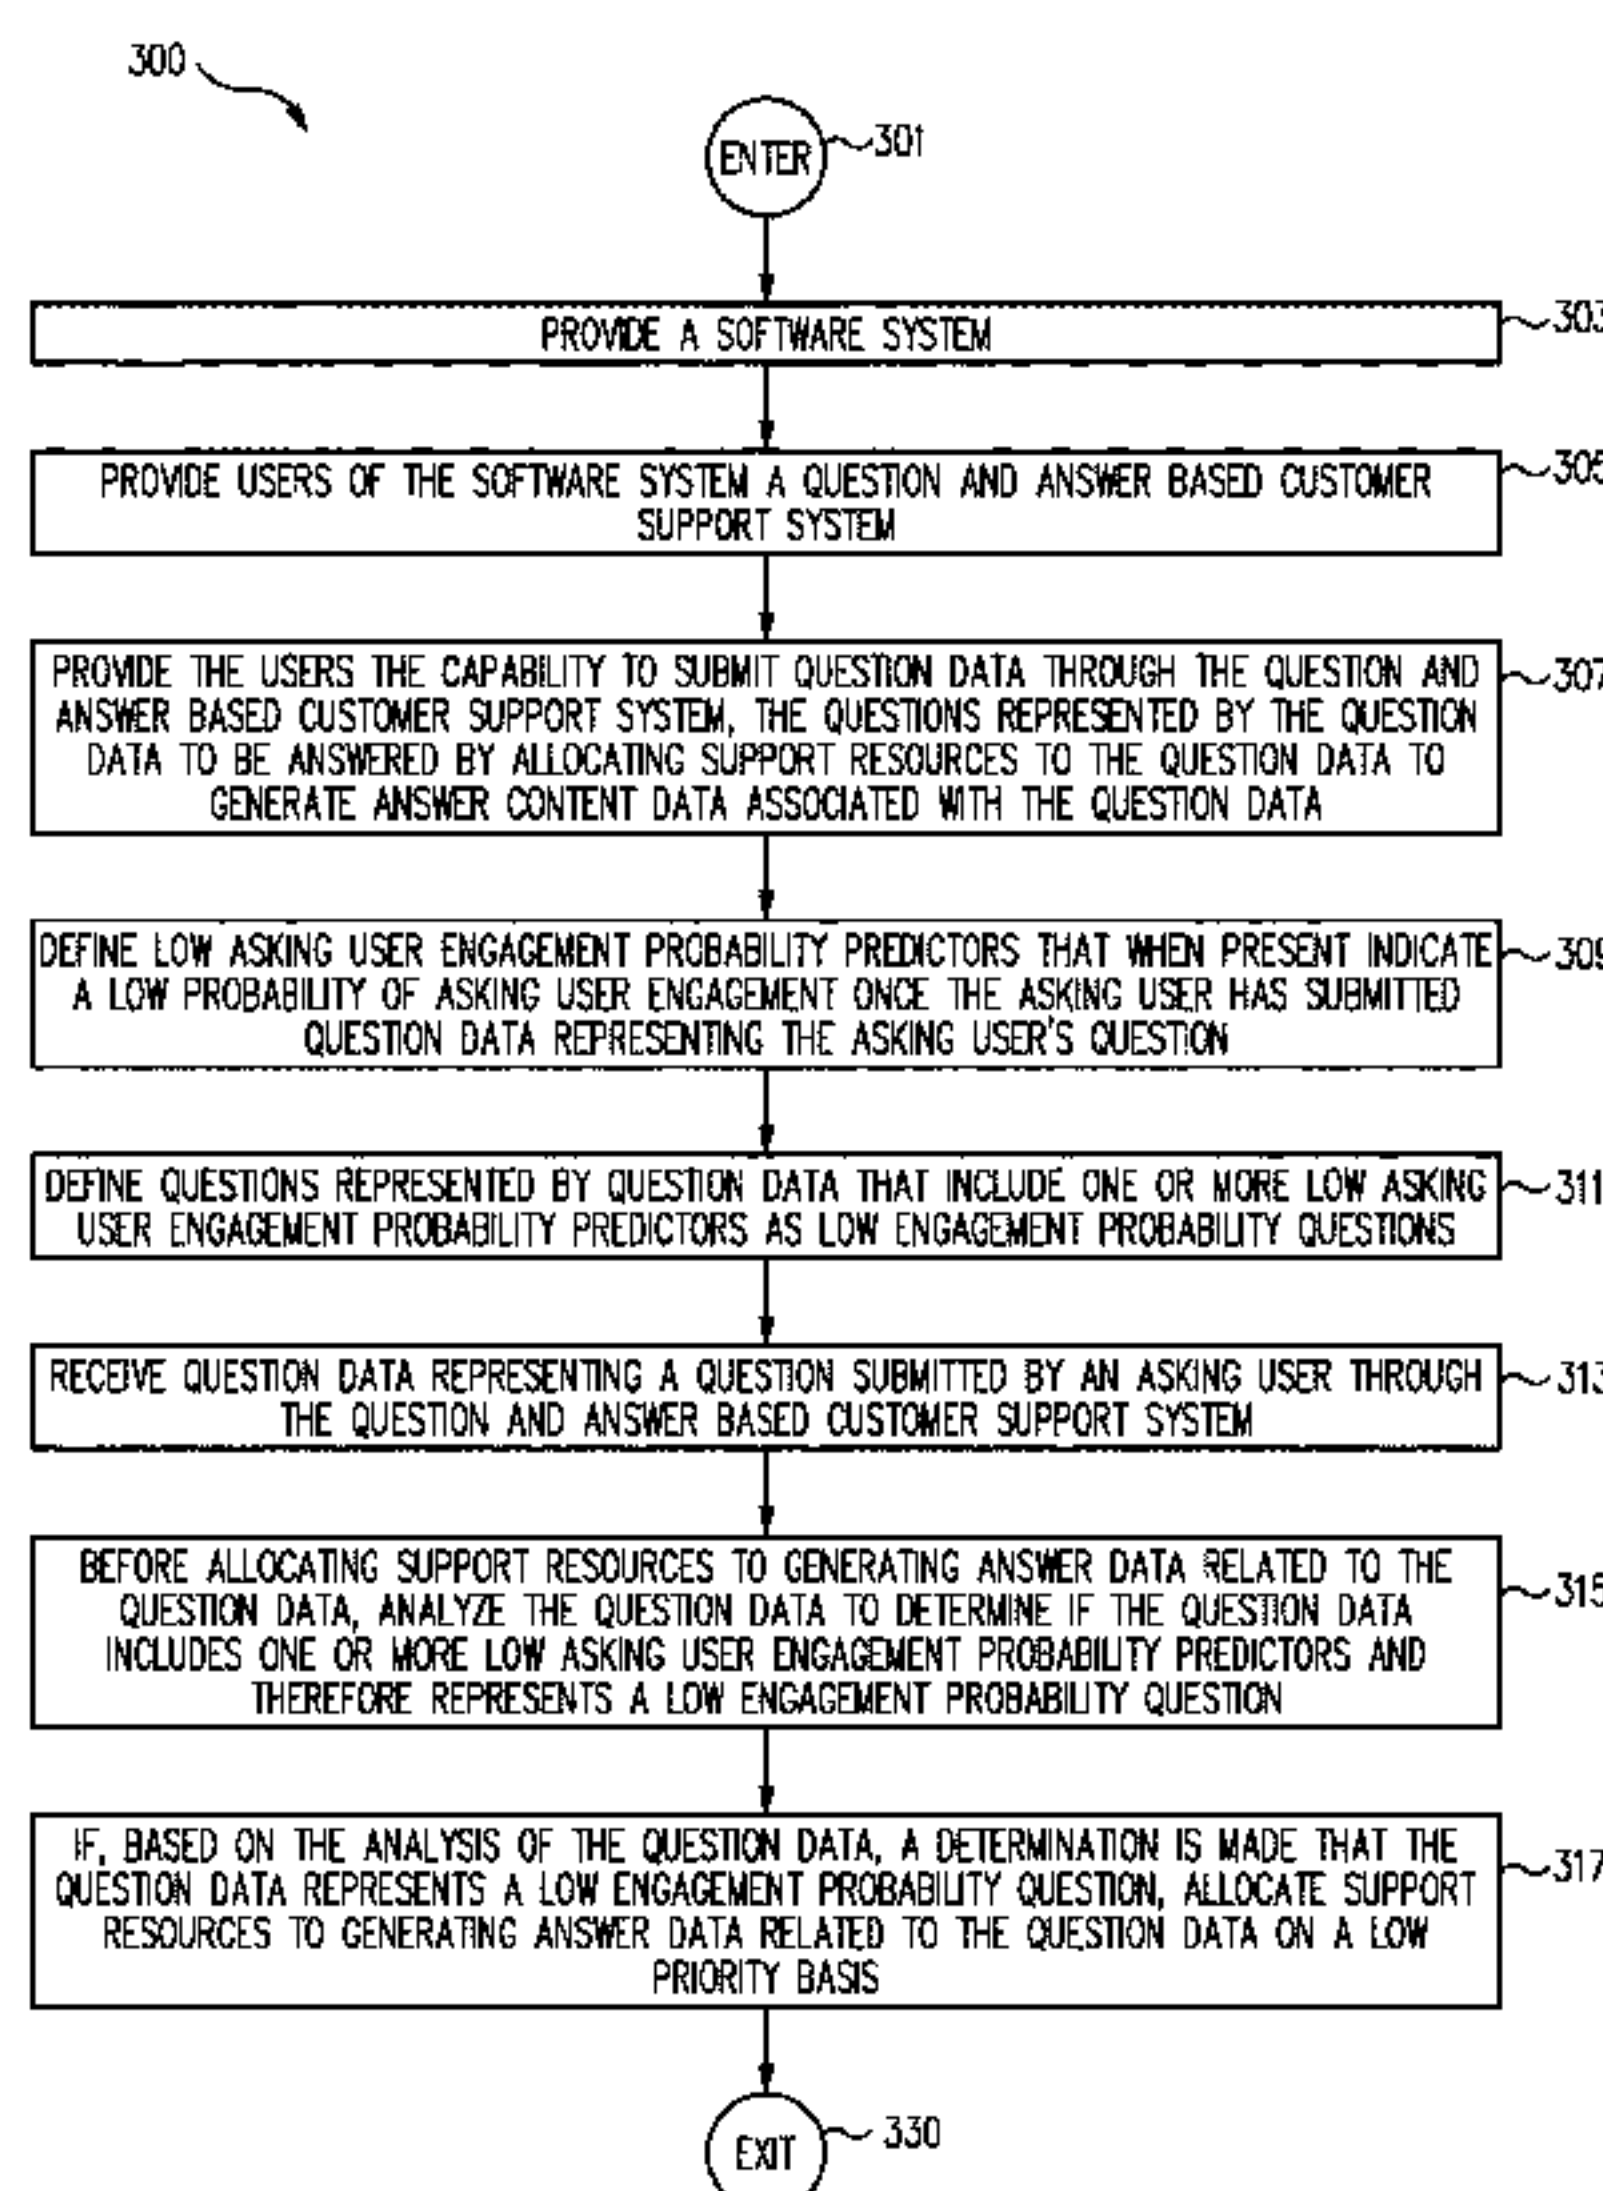 300
ENTER
301
PROVIDE A SOFTWARE SYSTEM
303
PROVIDE USERS OF THE SOFTWARE SYSTEM A QUESTION AND ANSWER BASED CUSTOMER
SUPPORT SYSTEM
305
PROVIDE THE USERS THE CAPABILITY TO SUBMIT QUESTION DATA THROUGH THE QUESTION AND
ANSWER BASED CUSTOMER SUPPORT SYSTEM, THE QUESTIONS REPRESENTED BY THE QUESTION
DATA TO BE ANSWERED BY ALLOCATING SUPPORT RESOURCES TO THE QUESTION DATA TO
GENERATE ANSWER CONTENT DATA ASSOCIATED WITH THE QUESTION DATA
307
DEFINE LOW ASKING USER ENGAGEMENT PROBABILITY PREDICTORS THAT WHEN PRESENT INDICATE
A LOW PROBABILITY OF ASKING USER ENGAGEMENT ONCE THE ASKING USER HAS SUBMITTED
QUESTION DATA REPRESENTING THE ASKING USER'S QUESTION
309
DEFINE QUESTIONS REPRESENTED BY QUESTION DATA THAT INCLUDE ONE OR MORE LOW ASKING
USER ENGAGEMENT PROBABILITY PREDICTORS AS LOW ENGAGEMENT PROBABILITY QUESTIONS
311
RECEIVE QUESTION DATA REPRESENTING A QUESTION SUBMITTED BY AN ASKING USER THROUGH
THE QUESTION AND ANSWER BASED CUSTOMER SUPPORT SYSTEM
313
BEFORE ALLOCATING SUPPORT RESOURCES TO GENERATING ANSWER DATA RELATED TO THE
QUESTION DATA, ANALYZE THE QUESTION DATA TO DETERMINE IF THE QUESTION DATA
INCLUDES ONE OR MORE LOW ASKING USER ENGAGEMENT PROBABILITY PREDICTORS AND
THEREFORE REPRESENTS A LOW ENGAGEMENT PROBABILITY QUESTION
315
IF, BASED ON THE ANALYSIS OF THE QUESTION DATA, A DETERMINATION IS MADE THAT THE
QUESTION DATA REPRESENTS A LOW ENGAGEMENT PROBABILITY QUESTION, ALLOCATE SUPPORT
RESOURCES TO GENERATING ANSWER DATA RELATED TO THE QUESTION DATA ON A LOW
PRIORITY BASIS
317
EXIT
330